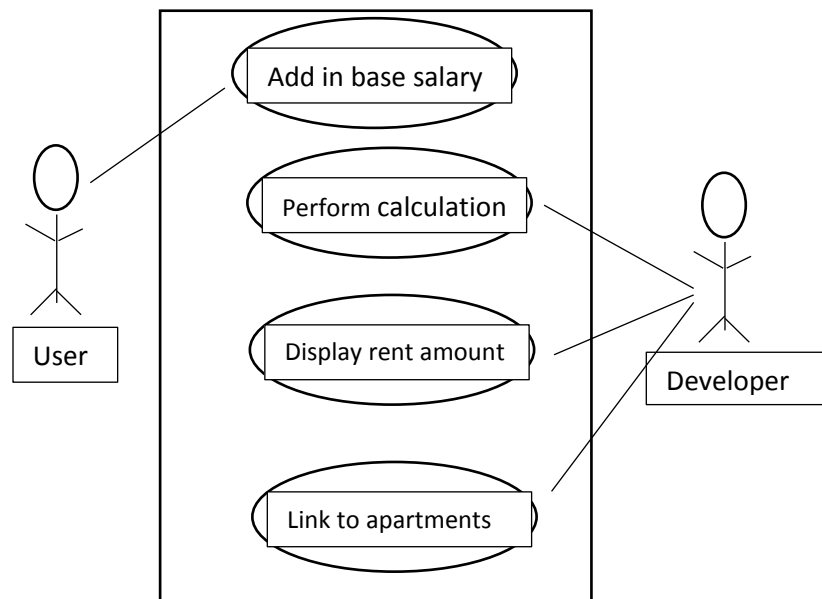 Add in base salary
Perform calculation
Display rent amount
User
Developer
Link to apartments